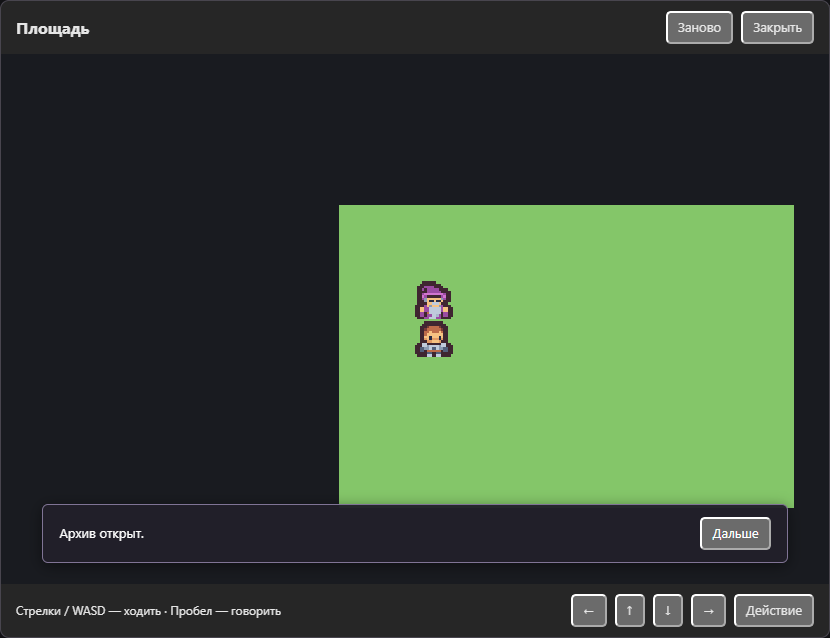 Площадь
Заново
Закрыть
Архив открыт.
Дальше
Стрелки / WASD — ходить · Пробел — говорить
← ↑ ↓ → Действие